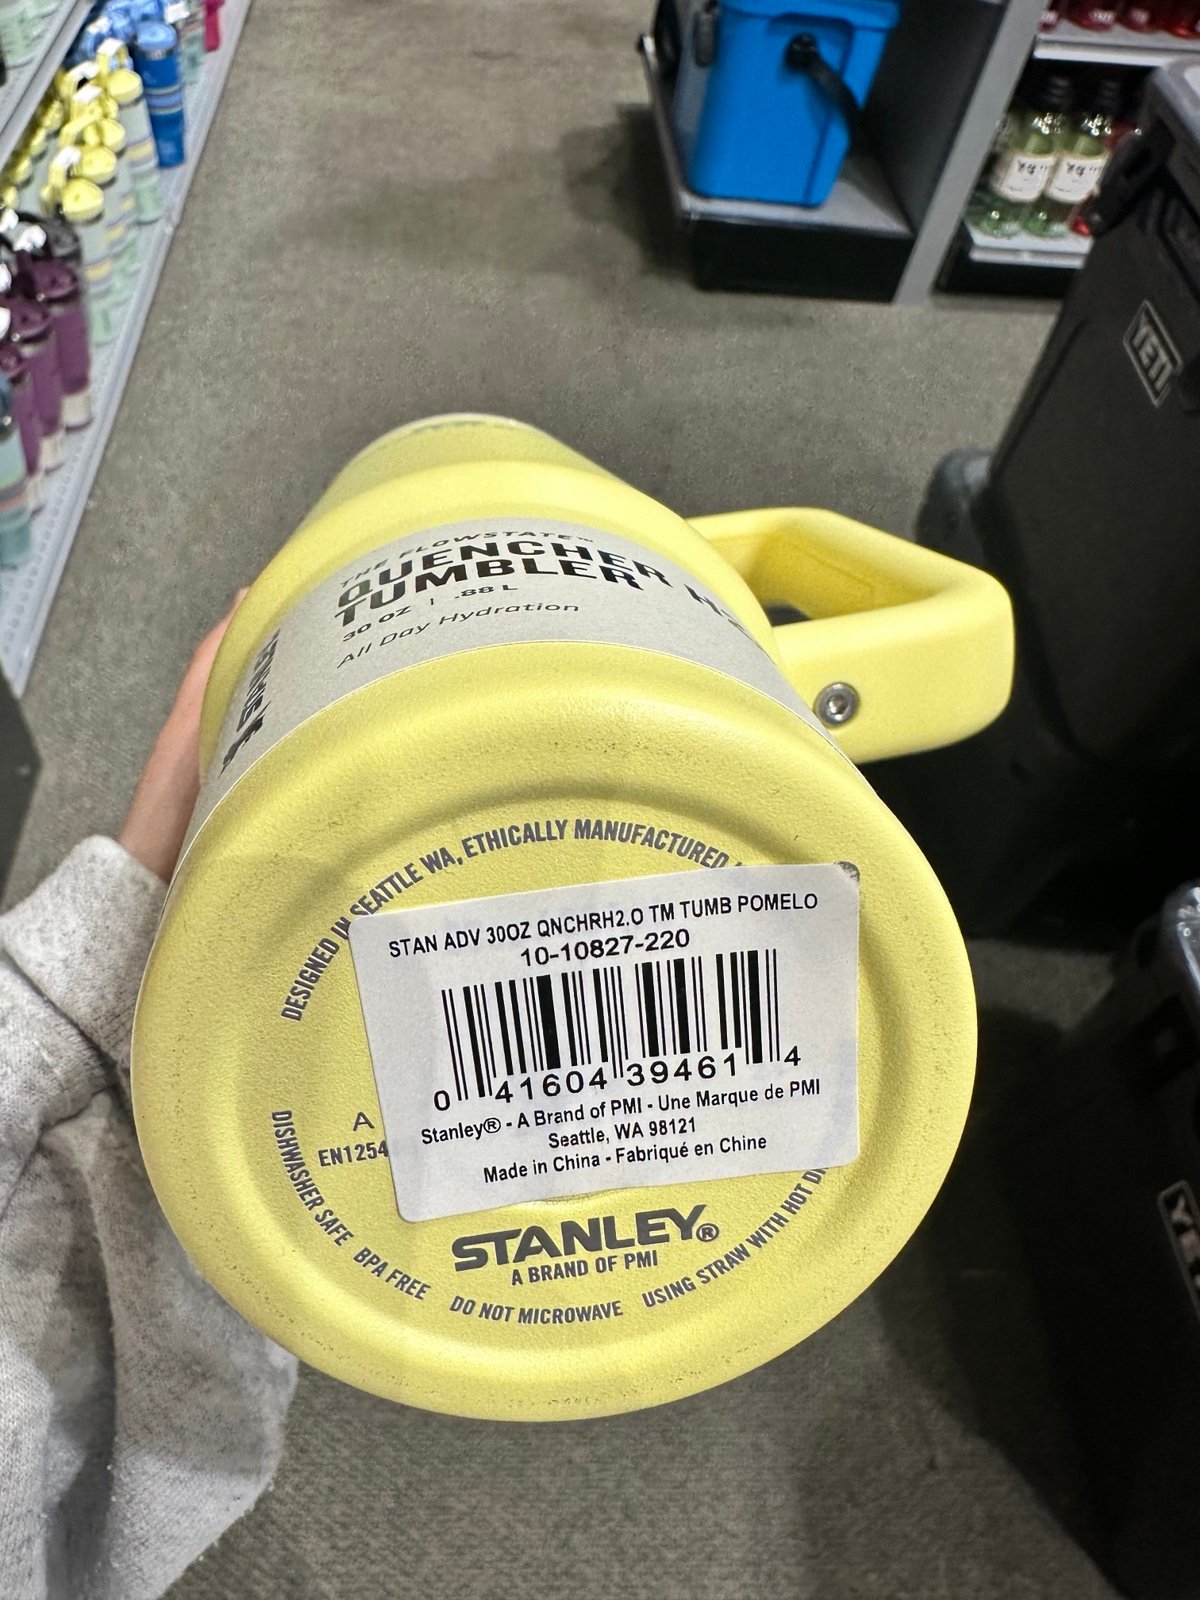 YETI
THE FLOWSTATE™
QUENCHER H
TUMBLER
30 OZ | .88 L
All Day Hydration
DESIGNED IN SEATTLE WA, ETHICALLY MANUFACTURED
STAN ADV 30OZ QNCHRH2.O TM TUMB POMELO
10-10827-220
0 41604 39461 4
Stanley® - A Brand of PMI - Une Marque de PMI
Seattle, WA 98121
Made in China - Fabriqué en Chine
A
EN1254
STANLEY®
A BRAND OF PMI
DISHWASHER SAFE BPA FREE DO NOT MICROWAVE USING STRAW WITH HOT